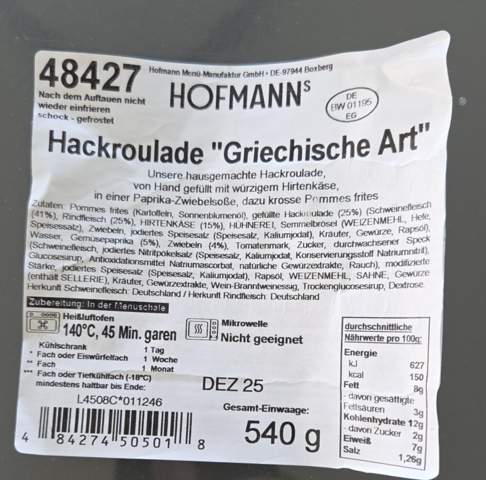 48427
Hofmann Menü-Manufaktur GmbH • DE-97944 Boxberg
HOFMANNS
DE
BW 01195
EG
Nach dem Auftauen nicht
wieder einfrieren
schock - gefrostet
Hackroulade "Griechische Art"
Unsere hausgemachte Hackroulade,
von Hand gefüllt mit würzigem Hirtenkäse,
in einer Paprika-Zwiebelsoße, dazu krosse Pommes frites
Zutaten: Pommes frites (Kartoffeln, Sonnenblumenöl), gefüllte Hackroulade (25%) (Schweinefleisch
(41%), Rindfleisch (25%), HIRTENKÄSE (15%), HÜHNEREI, Semmelbrösel (WEIZENMEHL, Hefe,
Speisesalz), Zwiebeln, jodiertes Speisesalz (Speisesalz, Kaliumjodat), Kräuter, Gewürze, Rapsöl),
Wasser, Gemüsepaprika (5%), Zwiebeln (4%), Tomatenmark, Zucker, durchwachsener Speck
(Schweinefleisch, jodiertes Nitritpökelsalz (Speisesalz, Kaliumjodat, Konservierungsstoff Natriumnitrit),
Glucosesirup, Antioxidationsmittel Natriumascorbat, natürliche Gewürzextrakte, Rauch), modifizierte
Stärke, jodiertes Speisesalz (Speisesalz, Kaliumjodat), Rapsöl, WEIZENMEHL, SAHNE, Gewürze
(enthält SELLERIE), Kräuter, Gewürzextrakte, Wein-Branntweinessig, Trockenglucosesirup, Dextrose.
Herkunft Schweinefleisch: Deutschland / Herkunft Rindfleisch: Deutschland
Zubereitung: In der Menüschale
Heißluftofen
140°C, 45 Min. garen
Mikrowelle
Nicht geeignet
Kühlschrank 1 Tag
* Fach oder Eiswürfelfach 1 Woche
** Fach 1 Monat
*** Fach oder Tiefkühlfach (-18°C)
mindestens haltbar bis Ende: DEZ 25
L4508C*011246
4 84274 50501 8
Gesamt-Einwaage:
540 g
durchschnittliche
Nährwerte pro 100g:
Energie
kJ 627
kcal 150
Fett 8g
- davon gesättigte
Fettsäuren 3g
Kohlenhydrate 12g
- davon Zucker 2g
Eiweiß 7g
Salz 1,26g